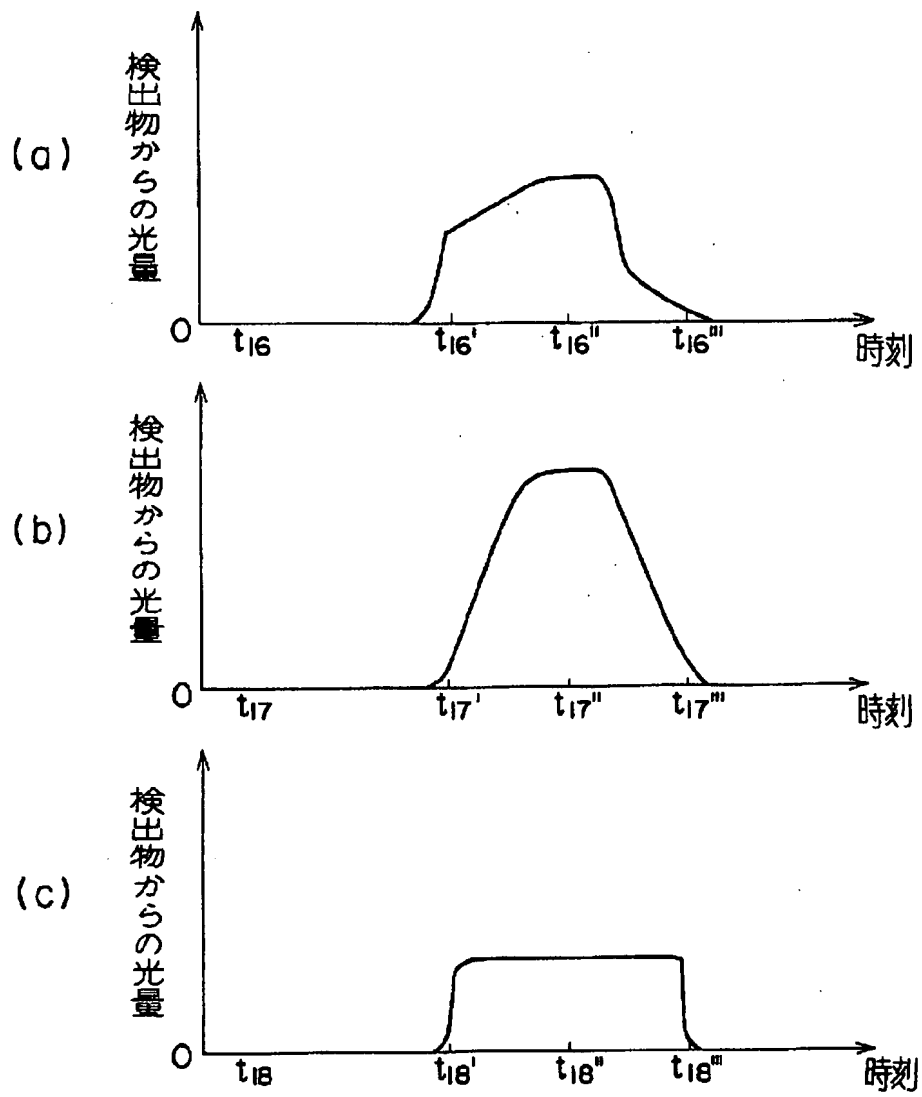 (a)
検出物からの光量
0
t16
t16'
t16''
t16'''
時刻
(b)
検出物からの光量
0
t17
t17'
t17''
t17'''
時刻
(c)
検出物からの光量
0
t18
t18'
t18''
t18'''
時刻